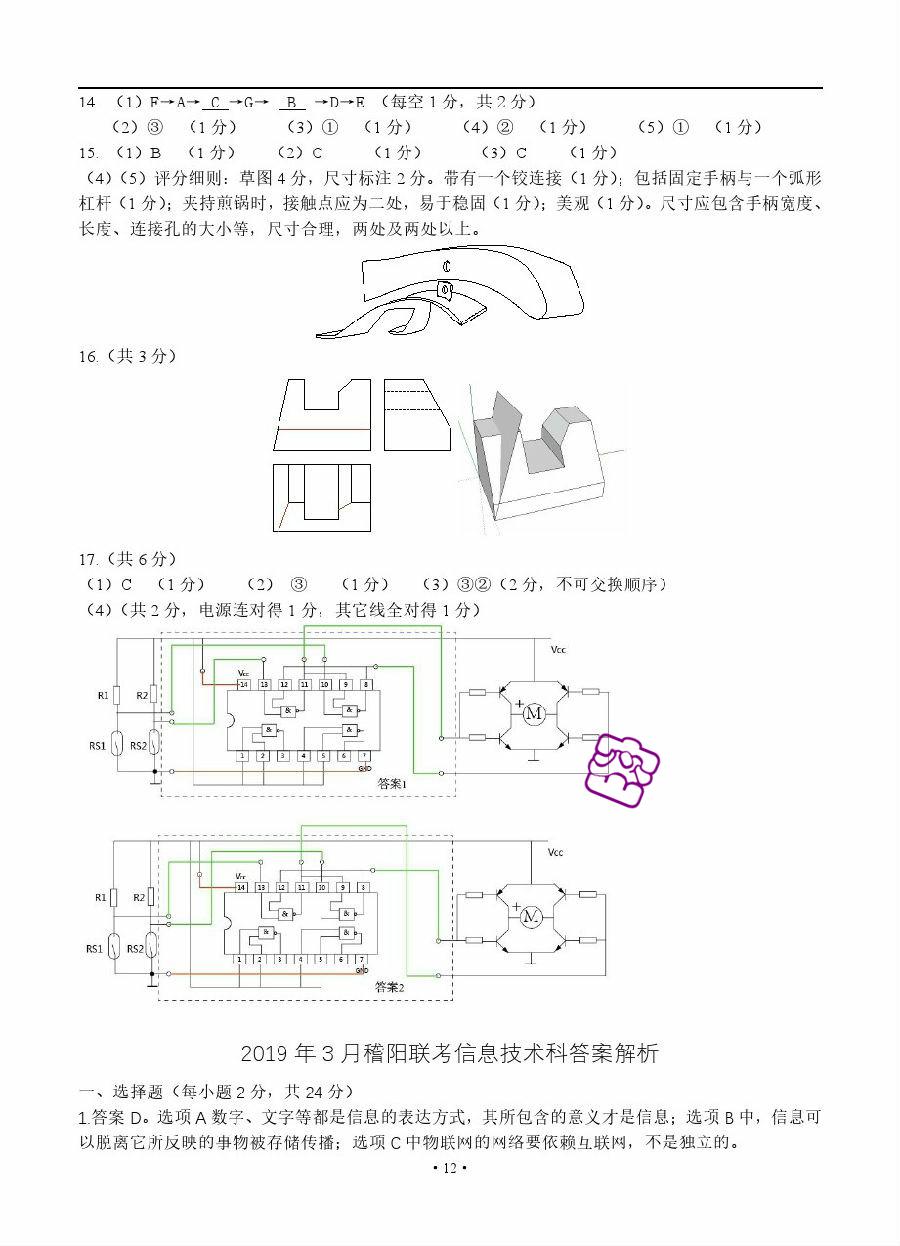 14 （1）F→A→ C →G→ B →D→E （每空 1 分，共 2 分）
（2）③ （1 分） （3）① （1 分） （4）② （1 分） （5）① （1 分）
15. （1）B （1 分） （2）C （1 分） （3）C （1 分）
（4）（5）评分细则：草图 4 分，尺寸标注 2 分。带有一个铰连接（1 分）；包括固定手柄与一个弧形
杠杆（1 分）；夹持煎锅时，接触点应为二处，易于稳固（1 分）；美观（1 分）。尺寸应包含手柄宽度、
长度、连接孔的大小等，尺寸合理，两处及两处以上。
C
16.（共 3 分）
17.（共 6 分）
（1）C （1 分） （2） ③ （1 分） （3）③②（2 分，不可交换顺序）
（4）（共 2 分，电源连对得 1 分；其它线全对得 1 分）
Vcc
Vcc
14 13 12 11 10 9 8
R1 R2
& &
+ M
& &
RS1 RS2
1 2 3 4 5 6 7
GND
答案1
Vcc
Vcc
14 13 12 11 10 9 8
R1 R2
& &
+ M
& &
RS1 RS2
1 2 3 4 5 6 7
GND
答案2
2019 年 3 月稽阳联考信息技术科答案解析
一、选择题（每小题 2 分，共 24 分）
1.答案 D。选项 A 数字、文字等都是信息的表达方式，其所包含的意义才是信息；选项 B 中，信息可
以脱离它所反映的事物被存储传播；选项 C 中物联网的网络要依赖互联网，不是独立的。
· 12 ·